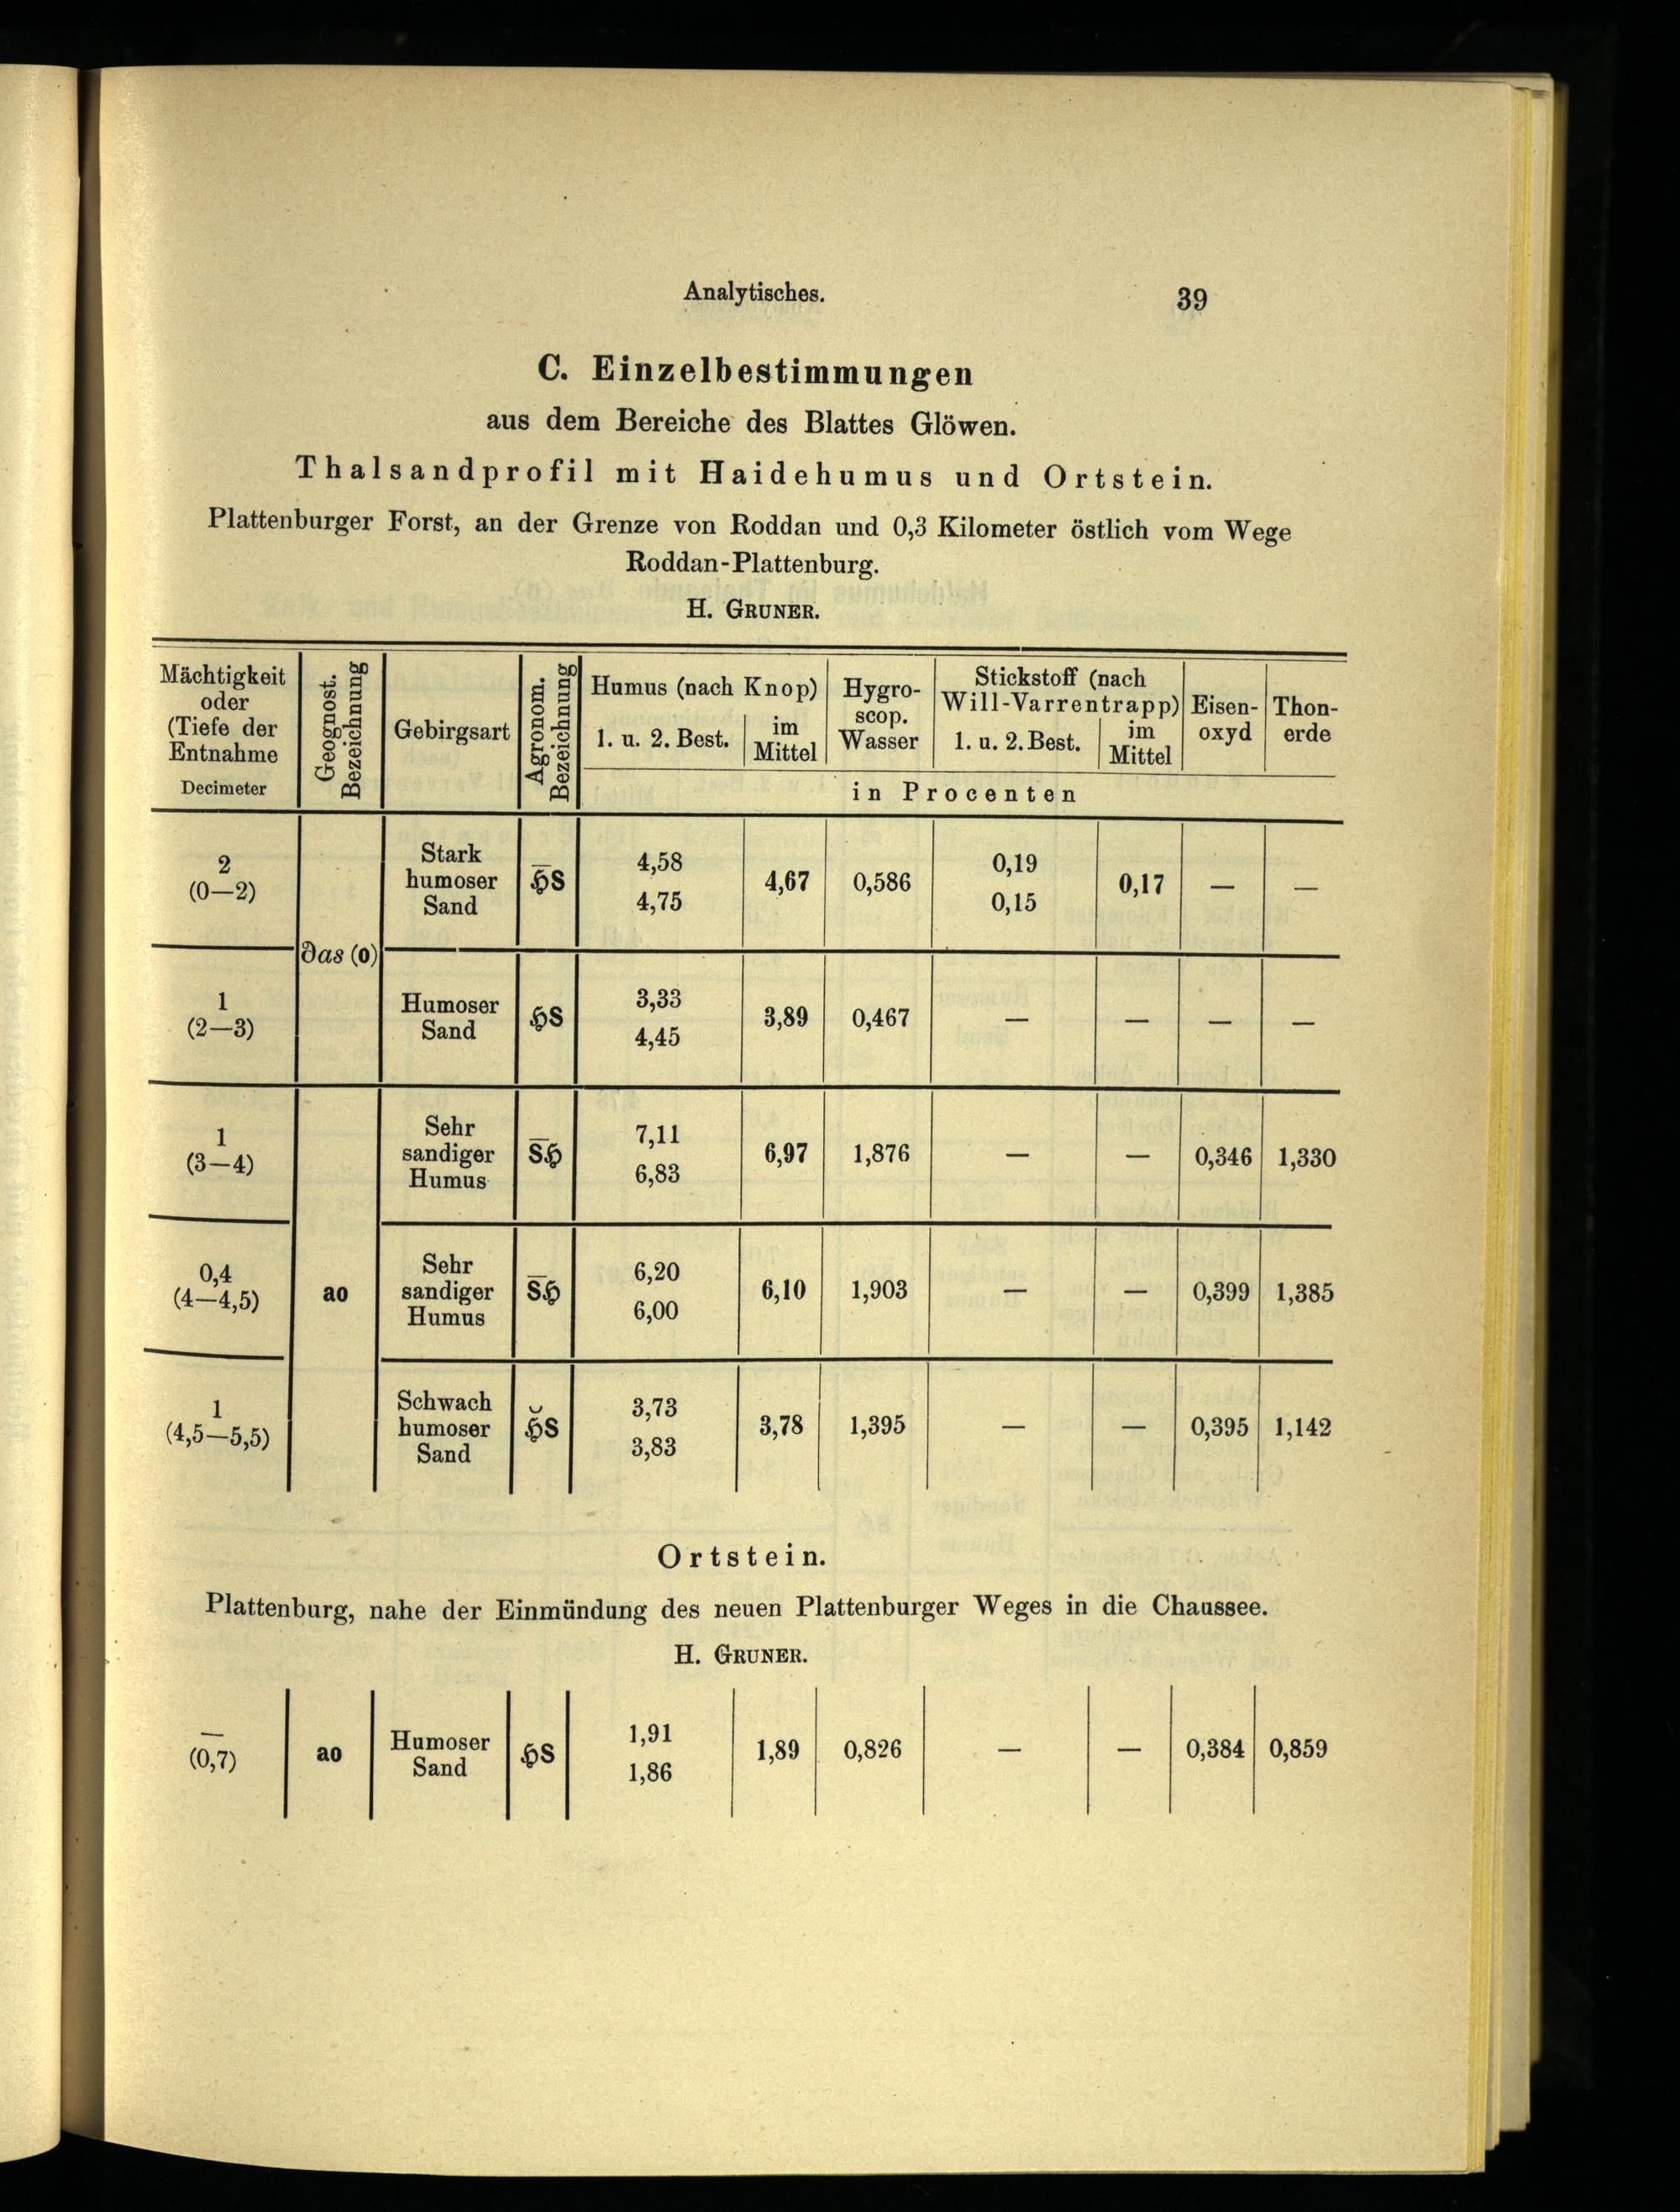 Analytisches. 39
C. Einzelbestimmungen
aus dem Bereiche des Blattes Glöwen.
Thalsandprofil mit Haidehumus und Ortstein.
Plattenburger Forst, an der Grenze von Roddan und 0,3 Kilometer östlich vom Wege
Roddan-Plattenburg.
H. GRUNER.
Mächtigkeit
oder
(Tiefe der
Entnahme
Decimeter
Geognost.
Bezeichnung
Gebirgsart
Agronom.
Bezeichnung
Humus (nach Knop)
1. u. 2. Best.
im
Mittel
Hygro-
scop.
Wasser
Stickstoff (nach
Will-Varrentrapp)
1. u. 2. Best.
im
Mittel
Eisen-
oxyd
Thon-
erde
in Procenten
2
(0—2)
∂as (o)
Stark
humoser
Sand
H̄S
4,58
4,75
4,67
0,586
0,19
0,15
0,17
—
—
1
(2—3)
Humoser
Sand
HS
3,33
4,45
3,89
0,467
—
—
—
—
1
(3—4)
Sehr
sandiger
Humus
S̄H
7,11
6,83
6,97
1,876
—
—
0,346
1,330
0,4
(4—4,5)
ao
Sehr
sandiger
Humus
S̄H
6,20
6,00
6,10
1,903
—
—
0,399
1,385
1
(4,5—5,5)
Schwach
humoser
Sand
H̆S
3,73
3,83
3,78
1,395
—
—
0,395
1,142
Ortstein.
Plattenburg, nahe der Einmündung des neuen Plattenburger Weges in die Chaussee.
H. GRUNER.
—
(0,7)
ao
Humoser
Sand
HS
1,91
1,86
1,89
0,826
—
—
0,384
0,859